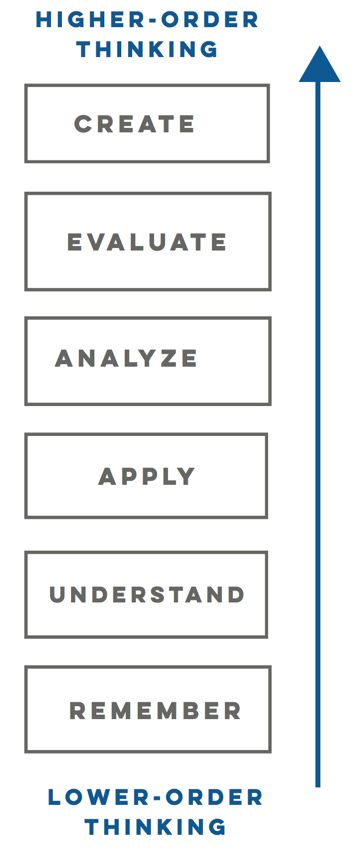 HIGHER-ORDER
THINKING
CREATE
EVALUATE
ANALYZE
APPLY
UNDERSTAND
REMEMBER
LOWER-ORDER
THINKING